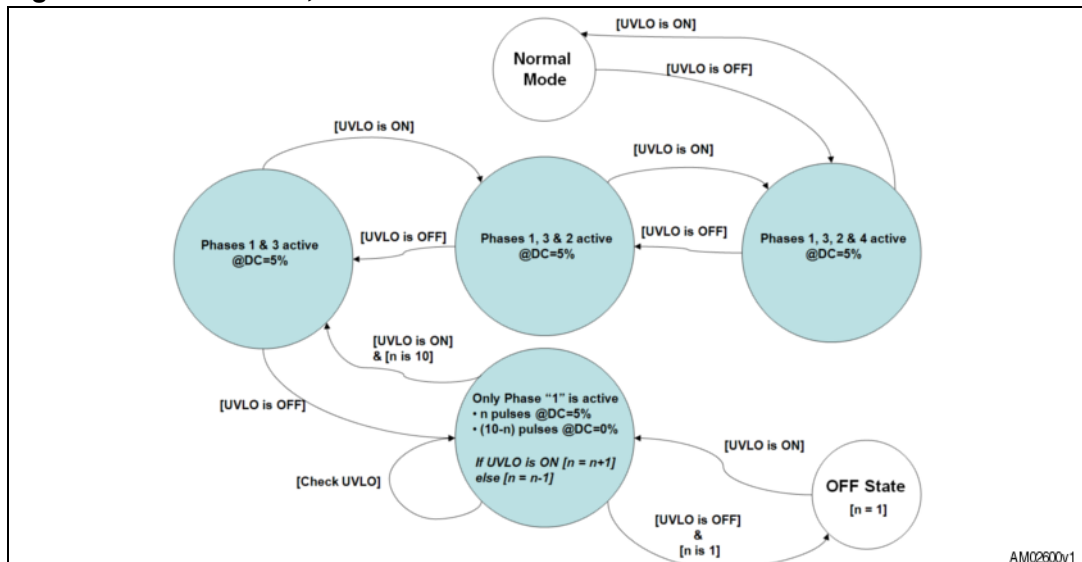 [UVLO is ON]
Normal
Mode
[UVLO is OFF]
[UVLO is ON]
[UVLO is ON]
Phases 1 & 3 active
@DC=5%
[UVLO is OFF]
Phases 1, 3 & 2 active
@DC=5%
[UVLO is OFF]
Phases 1, 3, 2 & 4 active
@DC=5%
[UVLO is ON]
& [n is 10]
[UVLO is OFF]
Only Phase “1” is active
• n pulses @DC=5%
• (10-n) pulses @DC=0%
If UVLO is ON [n = n+1]
else [n = n-1]
[Check UVLO]
[UVLO is ON]
OFF State
[n = 1]
[UVLO is OFF]
&
[n is 1]
AM02600v1